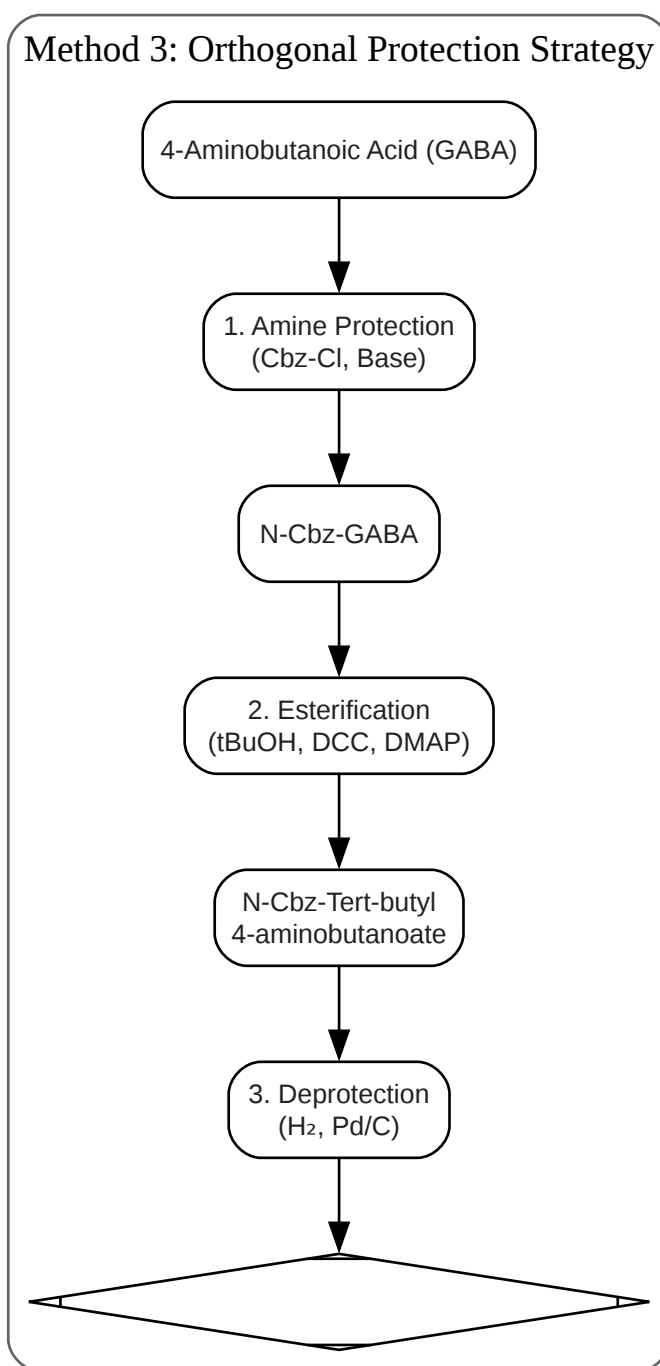 Method 3: Orthogonal Protection Strategy
4-Aminobutanoic Acid (GABA)
1. Amine Protection
(Cbz-Cl, Base)
N-Cbz-GABA
2. Esterification
(tBuOH, DCC, DMAP)
N-Cbz-Tert-butyl
4-aminobutanoate
3. Deprotection
(H₂, Pd/C)